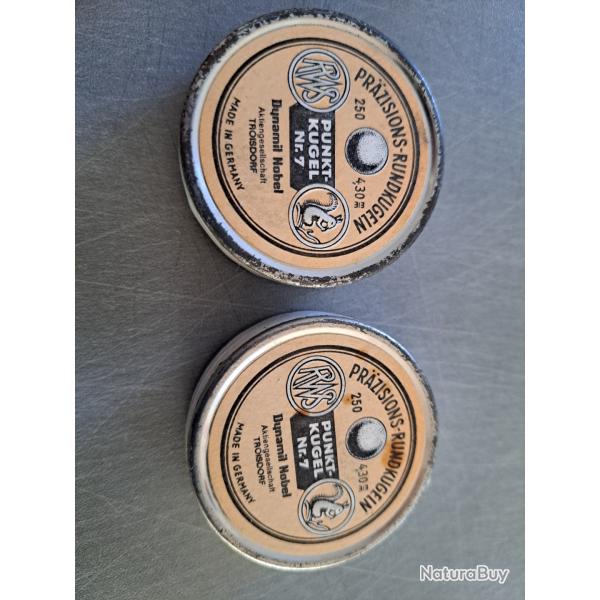 PRÄZISIONS-RUNDKUGELN
250
4,30 mm
RWS
PUNKT-
KUGEL
Nr. 7
Dynamit Nobel
Aktiengesellschaft
TROISDORF
MADE IN GERMANY
PRÄZISIONS-RUNDKUGELN
250
4,30 mm
RWS
PUNKT-
KUGEL
Nr. 7
Dynamit Nobel
Aktiengesellschaft
TROISDORF
MADE IN GERMANY
NaturaBuy